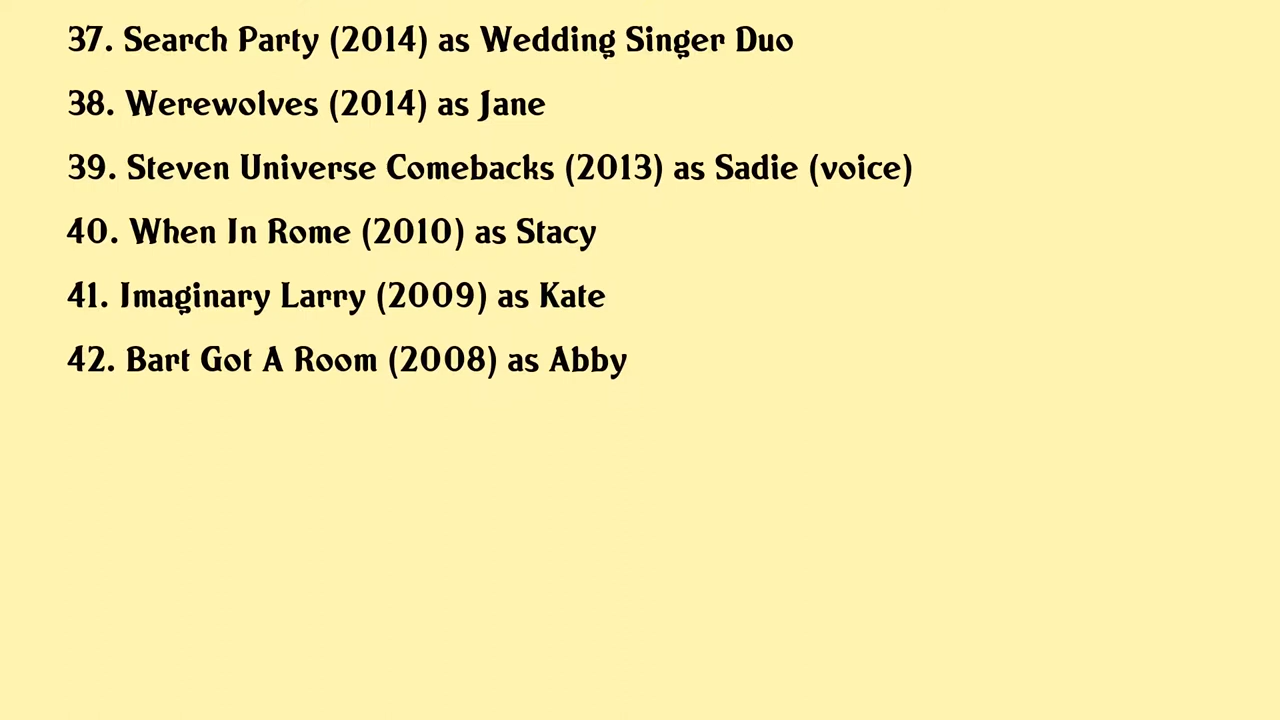 37. Search Party (2014) as Wedding Singer Duo
38. Werewolves (2014) as Jane
39. Steven Universe Comebacks (2013) as Sadie (voice)
40. When In Rome (2010) as Stacy
41. Imaginary Larry (2009) as Kate
42. Bart Got A Room (2008) as Abby